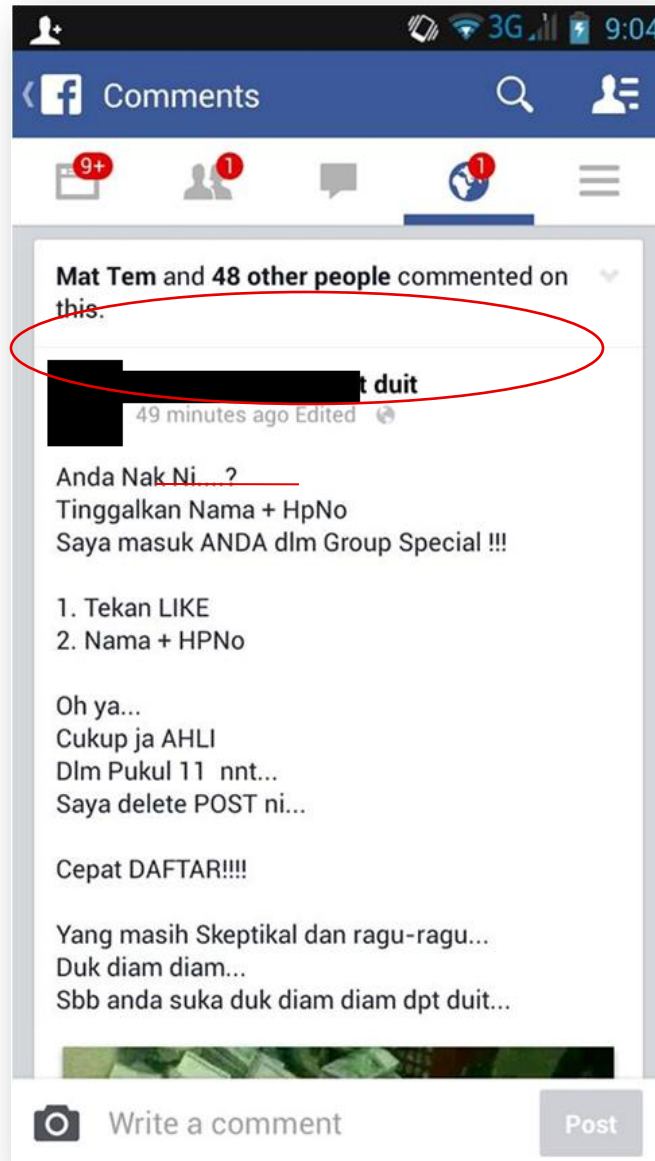 3G 9:04
Comments
9+ 1 1
Mat Tem and 48 other people commented on
this.
t duit
49 minutes ago Edited
Anda Nak Ni....?
Tinggalkan Nama + HpNo
Saya masuk ANDA dlm Group Special !!!
1. Tekan LIKE
2. Nama + HPNo
Oh ya...
Cukup ja AHLI
Dlm Pukul 11 nnt...
Saya delete POST ni...
Cepat DAFTAR!!!!
Yang masih Skeptikal dan ragu-ragu...
Duk diam diam...
Sbb anda suka duk diam diam dpt duit...
Write a comment
Post